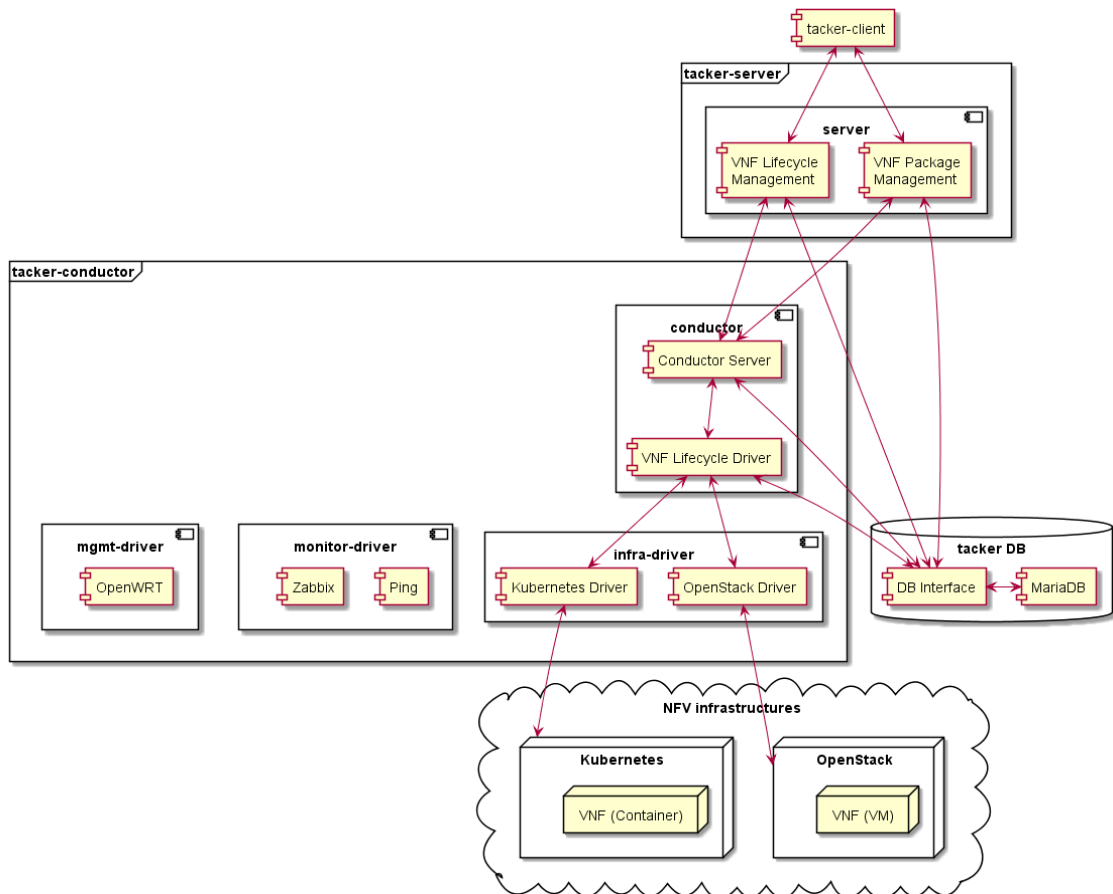 tacker-client
tacker-server
server
VNF Lifecycle
Management
VNF Package
Management
tacker-conductor
conductor
Conductor Server
VNF Lifecycle Driver
mgmt-driver
OpenWRT
monitor-driver
Zabbix
Ping
infra-driver
Kubernetes Driver
OpenStack Driver
tacker DB
DB Interface
MariaDB
NFV infrastructures
Kubernetes
VNF (Container)
OpenStack
VNF (VM)